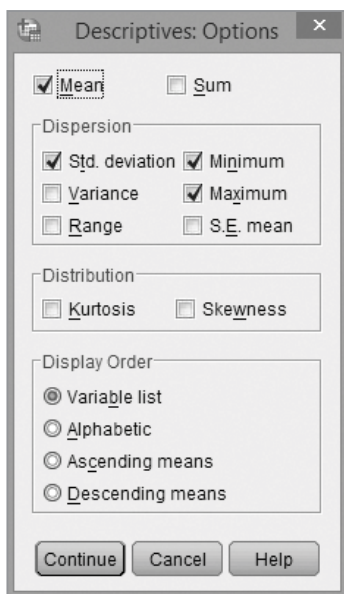 Descriptives: Options
Mean Sum
Dispersion
Std. deviation Minimum
Variance Maximum
Range S.E. mean
Distribution
Kurtosis Skewness
Display Order
Variable list
Alphabetic
Ascending means
Descending means
Continue Cancel Help